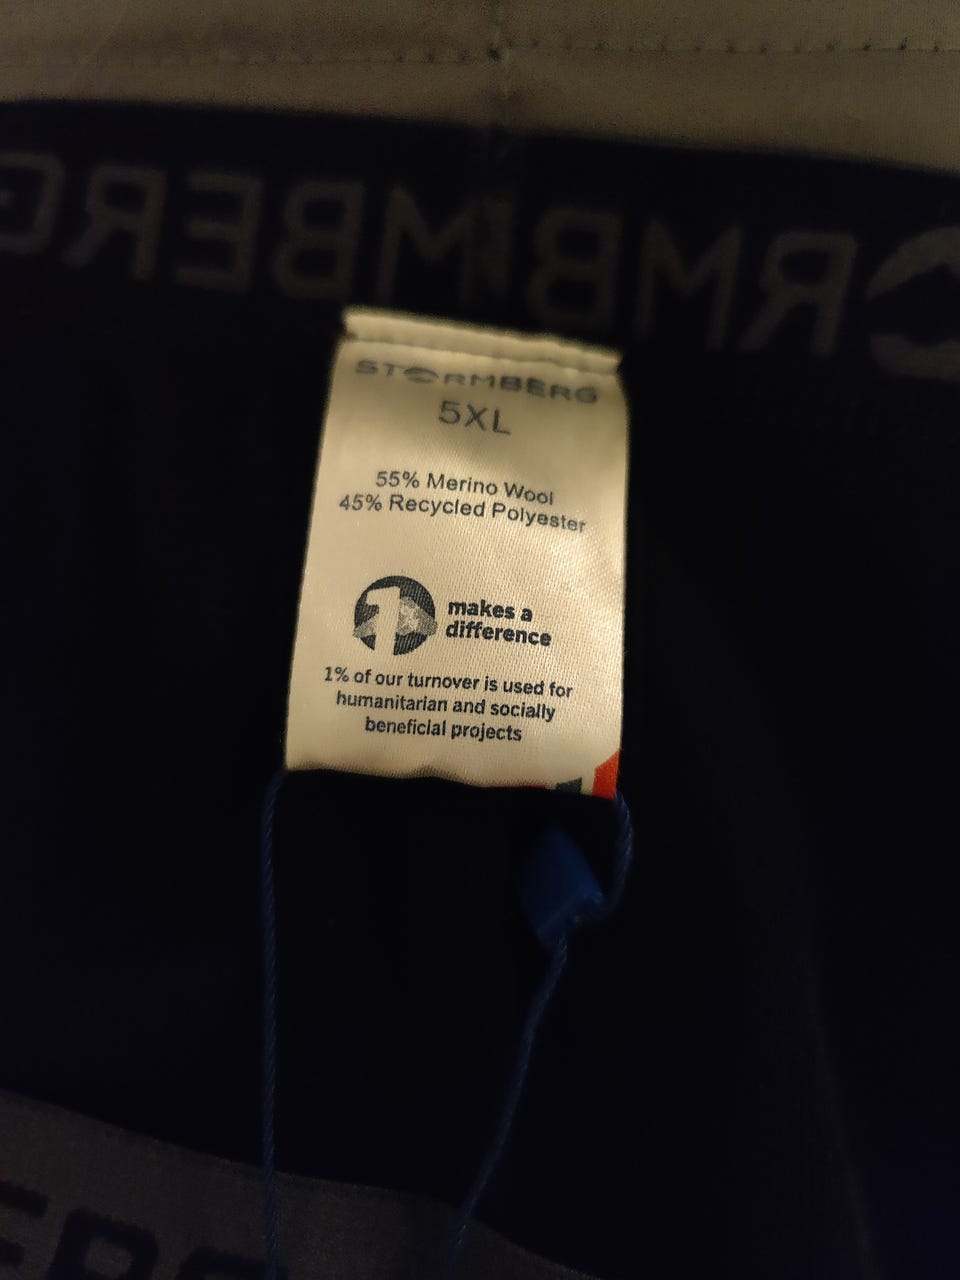 STORMBERG
5XL
55% Merino Wool
45% Recycled Polyester
1 makes a
difference
1% of our turnover is used for
humanitarian and socially
beneficial projects